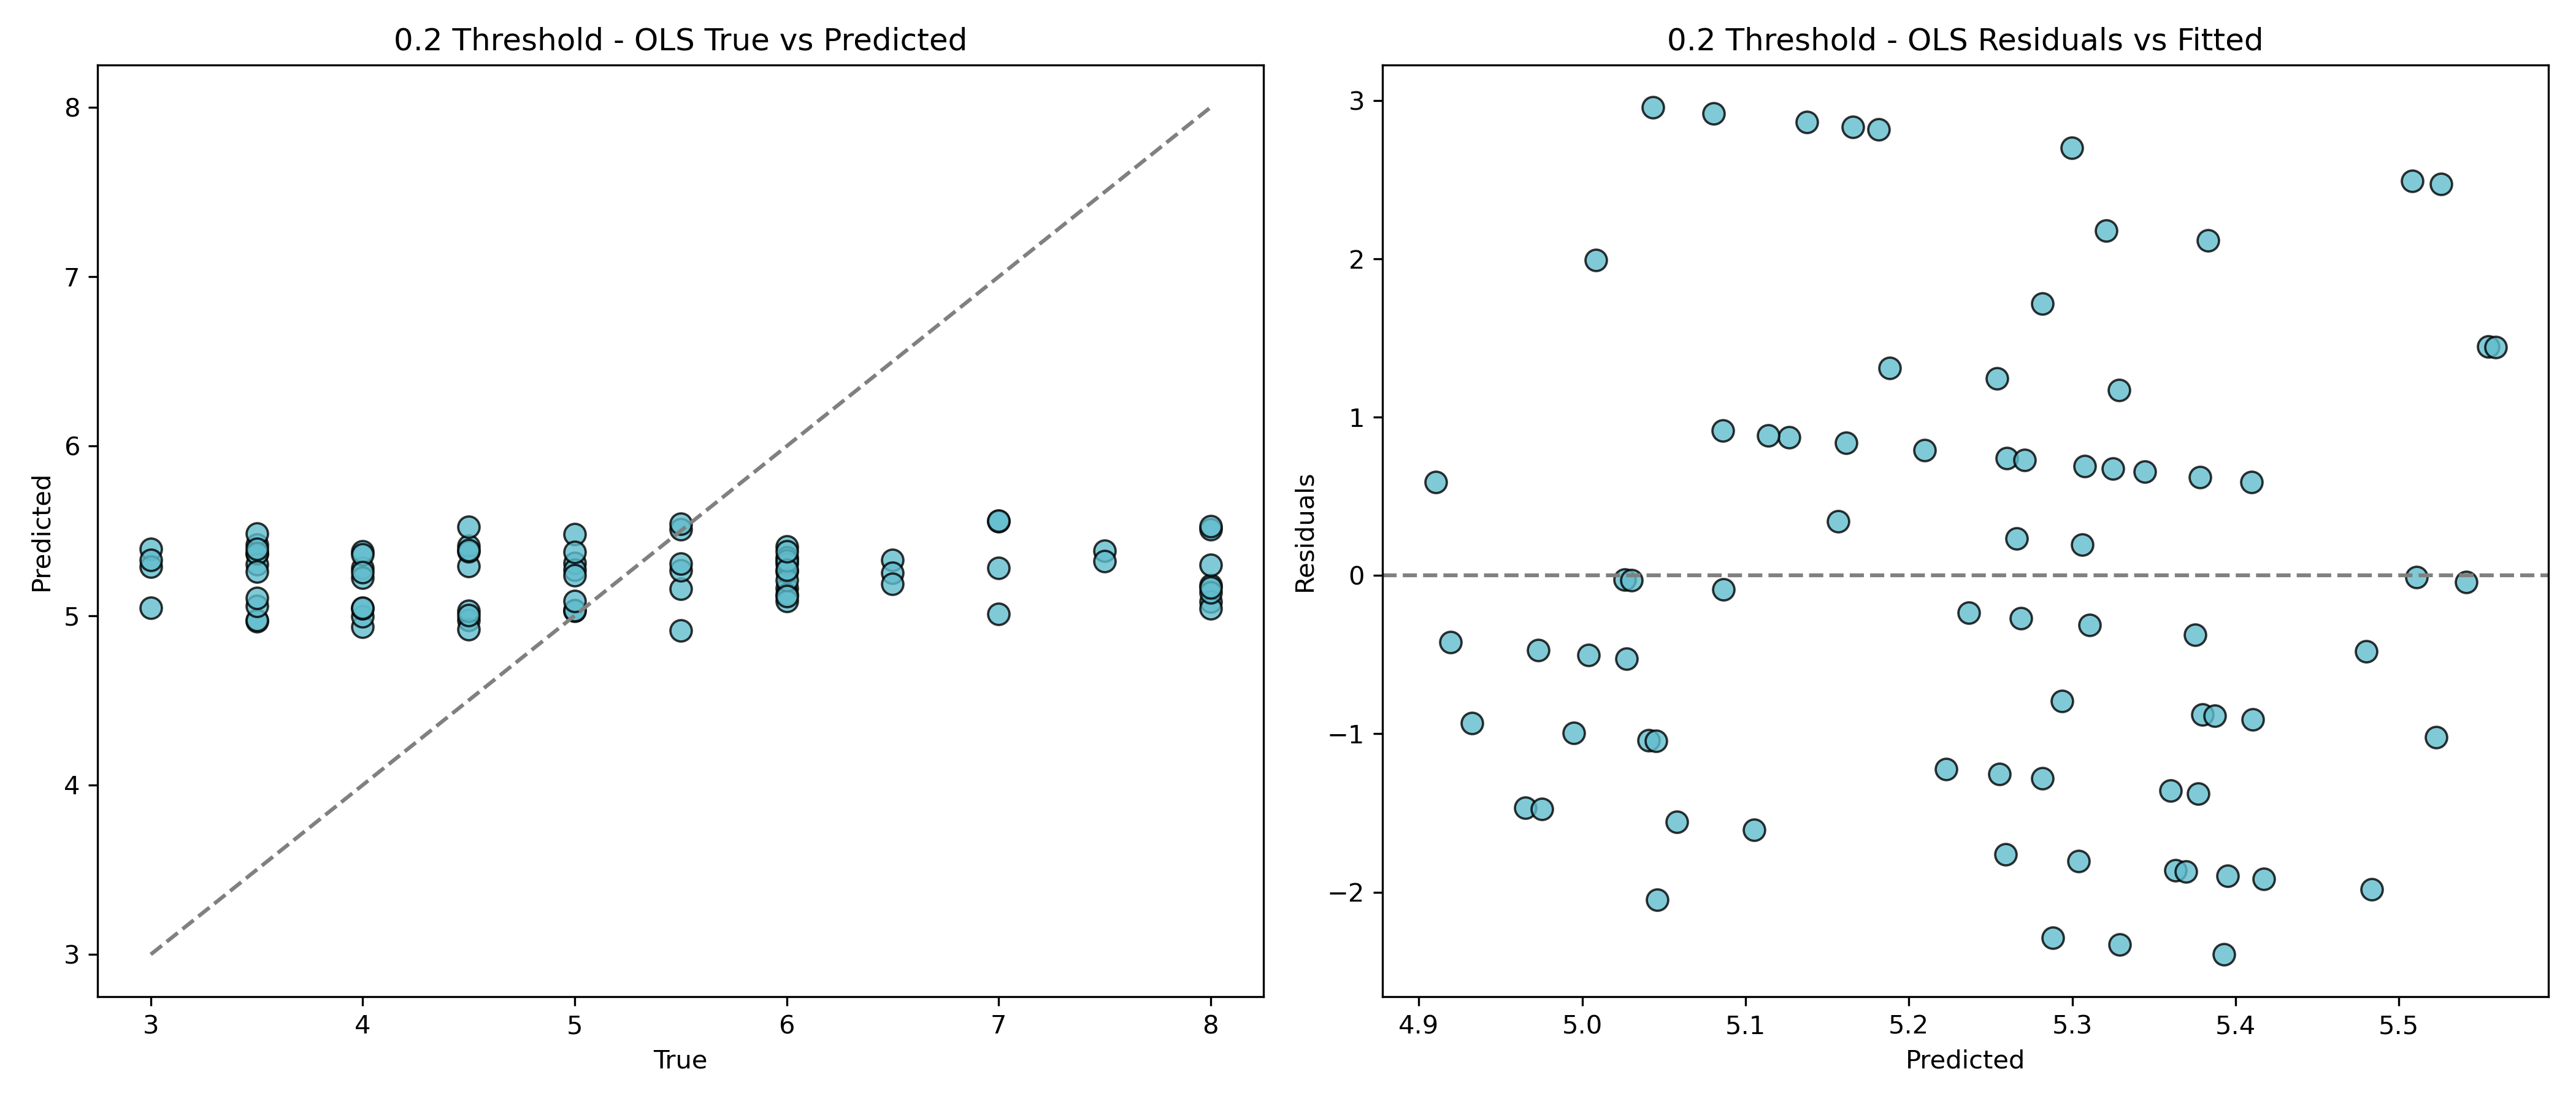 0.2 Threshold - OLS True vs Predicted
8
7
6
5
4
3
Predicted
3 4 5 6 7 8
True
0.2 Threshold - OLS Residuals vs Fitted
3
2
1
0
−1
−2
Residuals
4.9 5.0 5.1 5.2 5.3 5.4 5.5
Predicted